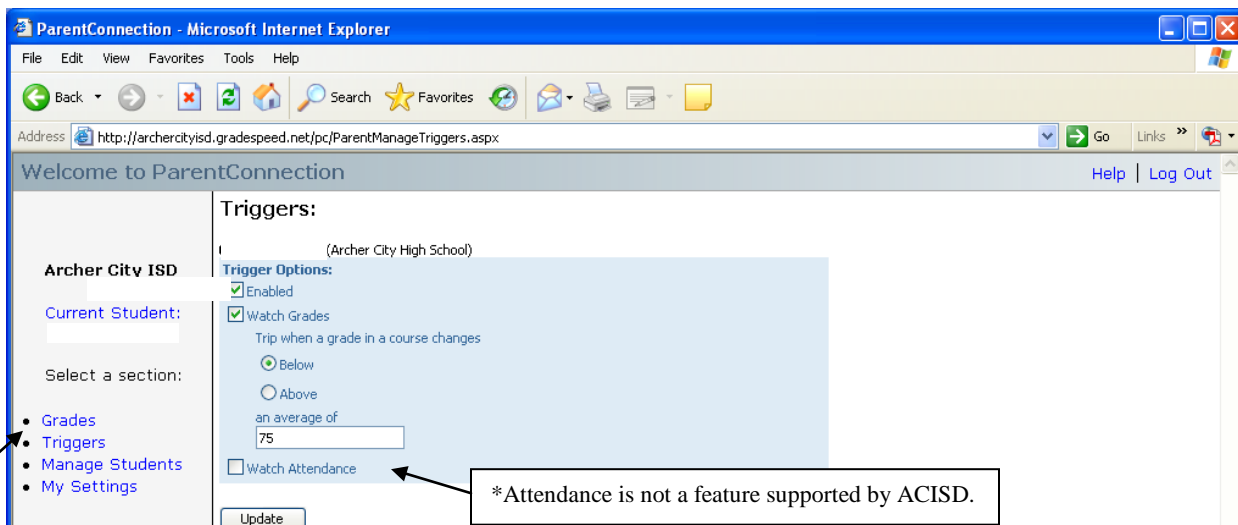 ParentConnection - Microsoft Internet Explorer
File Edit View Favorites Tools Help
Back Search Favorites
Address http://archercityisd.gradespeed.net/pc/ParentManageTriggers.aspx Go Links »
Welcome to ParentConnection Help | Log Out
Triggers:
(Archer City High School)
Archer City ISD
Current Student:
Select a section:
• Grades
• Triggers
• Manage Students
• My Settings
Trigger Options:
Enabled
Watch Grades
Trip when a grade in a course changes
Below
Above
an average of
75
Watch Attendance
*Attendance is not a feature supported by ACISD.
Update